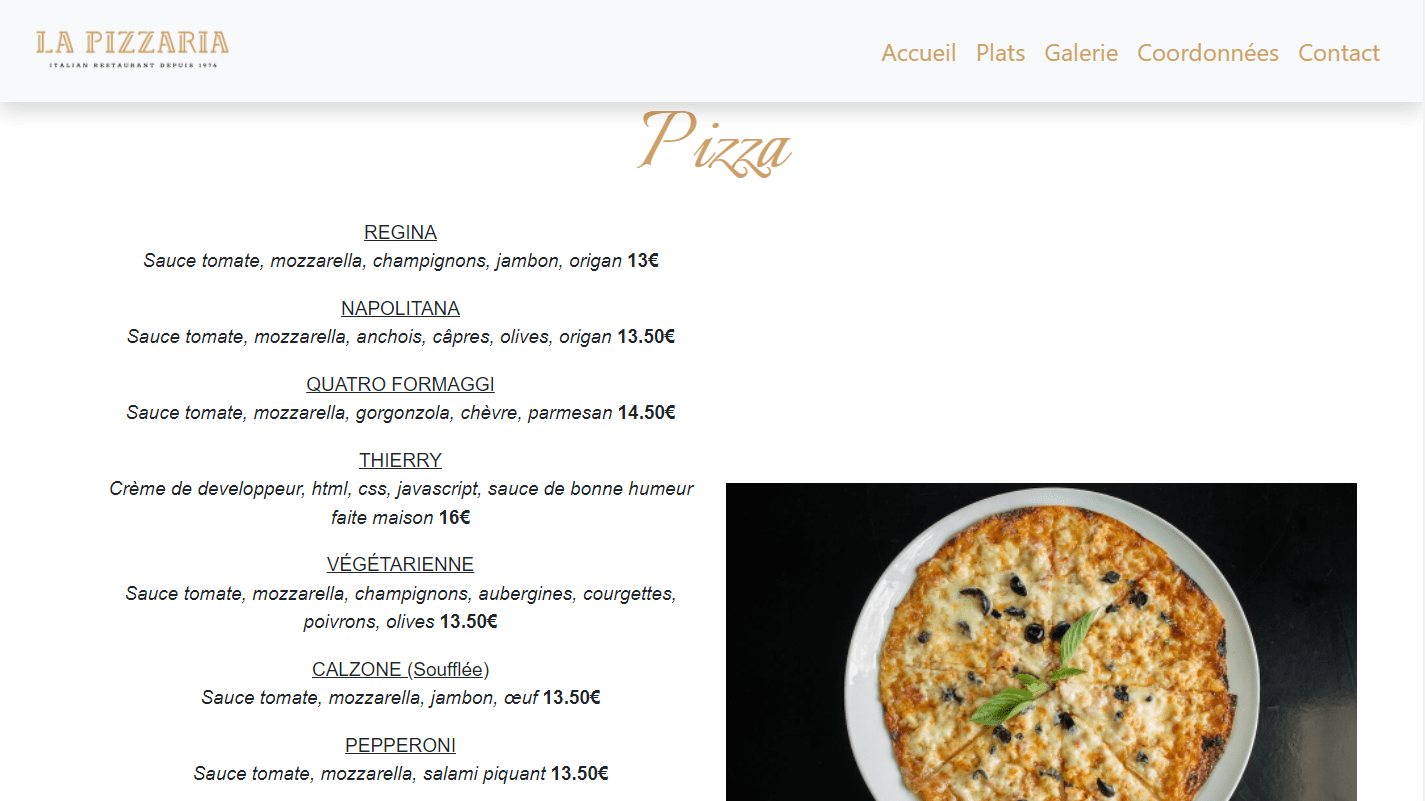 LA PIZZARIA
ITALIAN RESTAURANT DEPUIS 1974
Accueil Plats Galerie Coordonnées Contact
Pizza
REGINA
Sauce tomate, mozzarella, champignons, jambon, origan 13€
NAPOLITANA
Sauce tomate, mozzarella, anchois, câpres, olives, origan 13.50€
QUATRO FORMAGGI
Sauce tomate, mozzarella, gorgonzola, chèvre, parmesan 14.50€
THIERRY
Crème de developpeur, html, css, javascript, sauce de bonne humeur
faite maison 16€
VÉGÉTARIENNE
Sauce tomate, mozzarella, champignons, aubergines, courgettes,
poivrons, olives 13.50€
CALZONE (Soufflée)
Sauce tomate, mozzarella, jambon, œuf 13.50€
PEPPERONI
Sauce tomate, mozzarella, salami piquant 13.50€